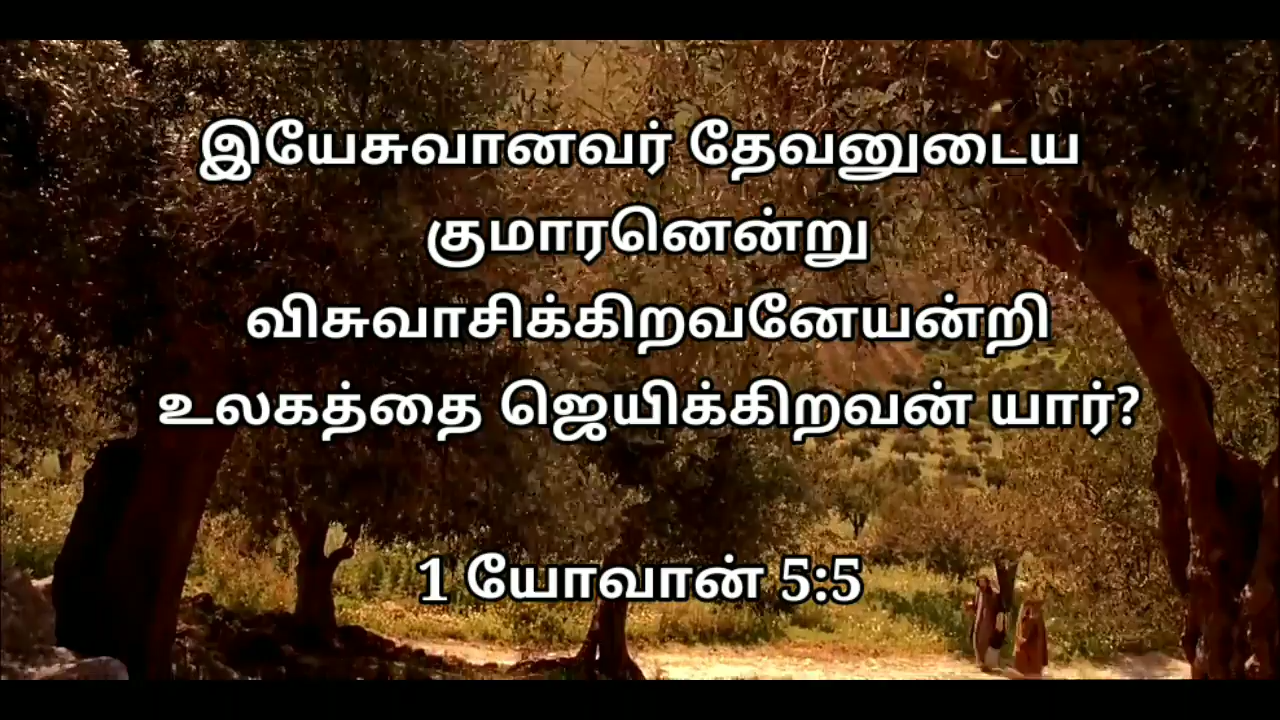 இயேசுவானவர் தேவனுடைய
குமாரனென்று
விசுவாசிக்கிறவனேயன்றி
உலகத்தை ஜெயிக்கிறவன் யார்?
1 யோவான் 5:5